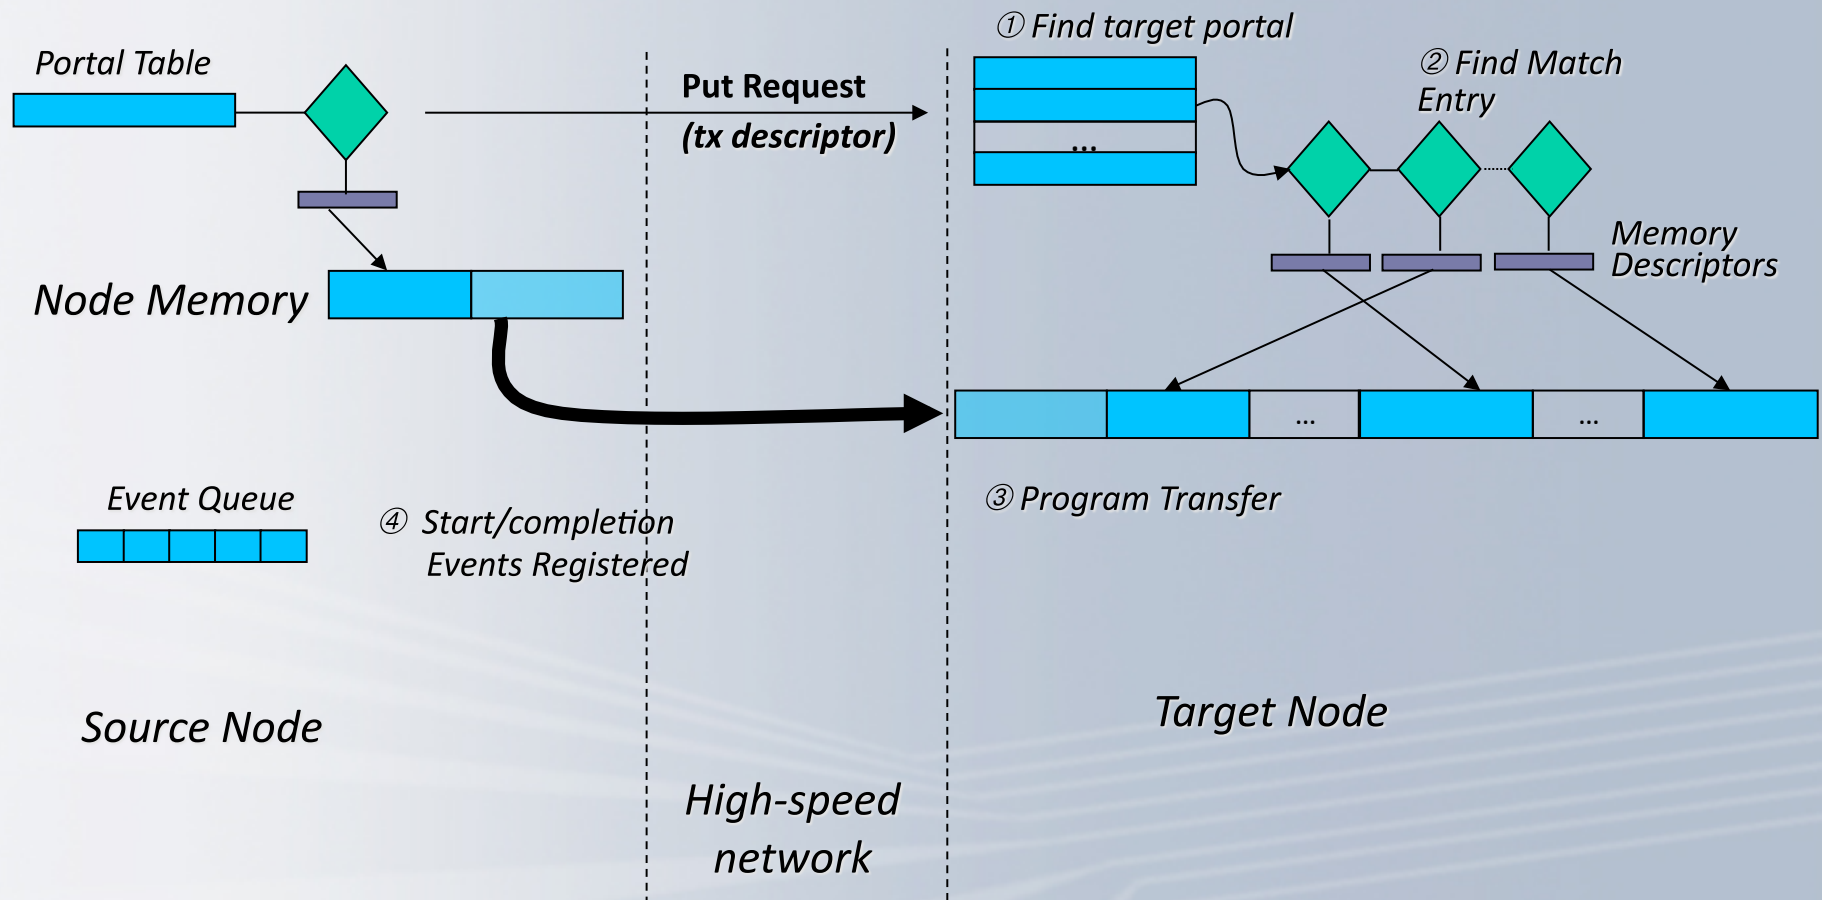 Portal Table
Put Request
(tx descriptor)
① Find target portal
...
② Find Match
Entry
Memory
Descriptors
Node Memory
...
...
Event Queue
④ Start/completion
Events Registered
③ Program Transfer
Source Node
Target Node
High-speed
network